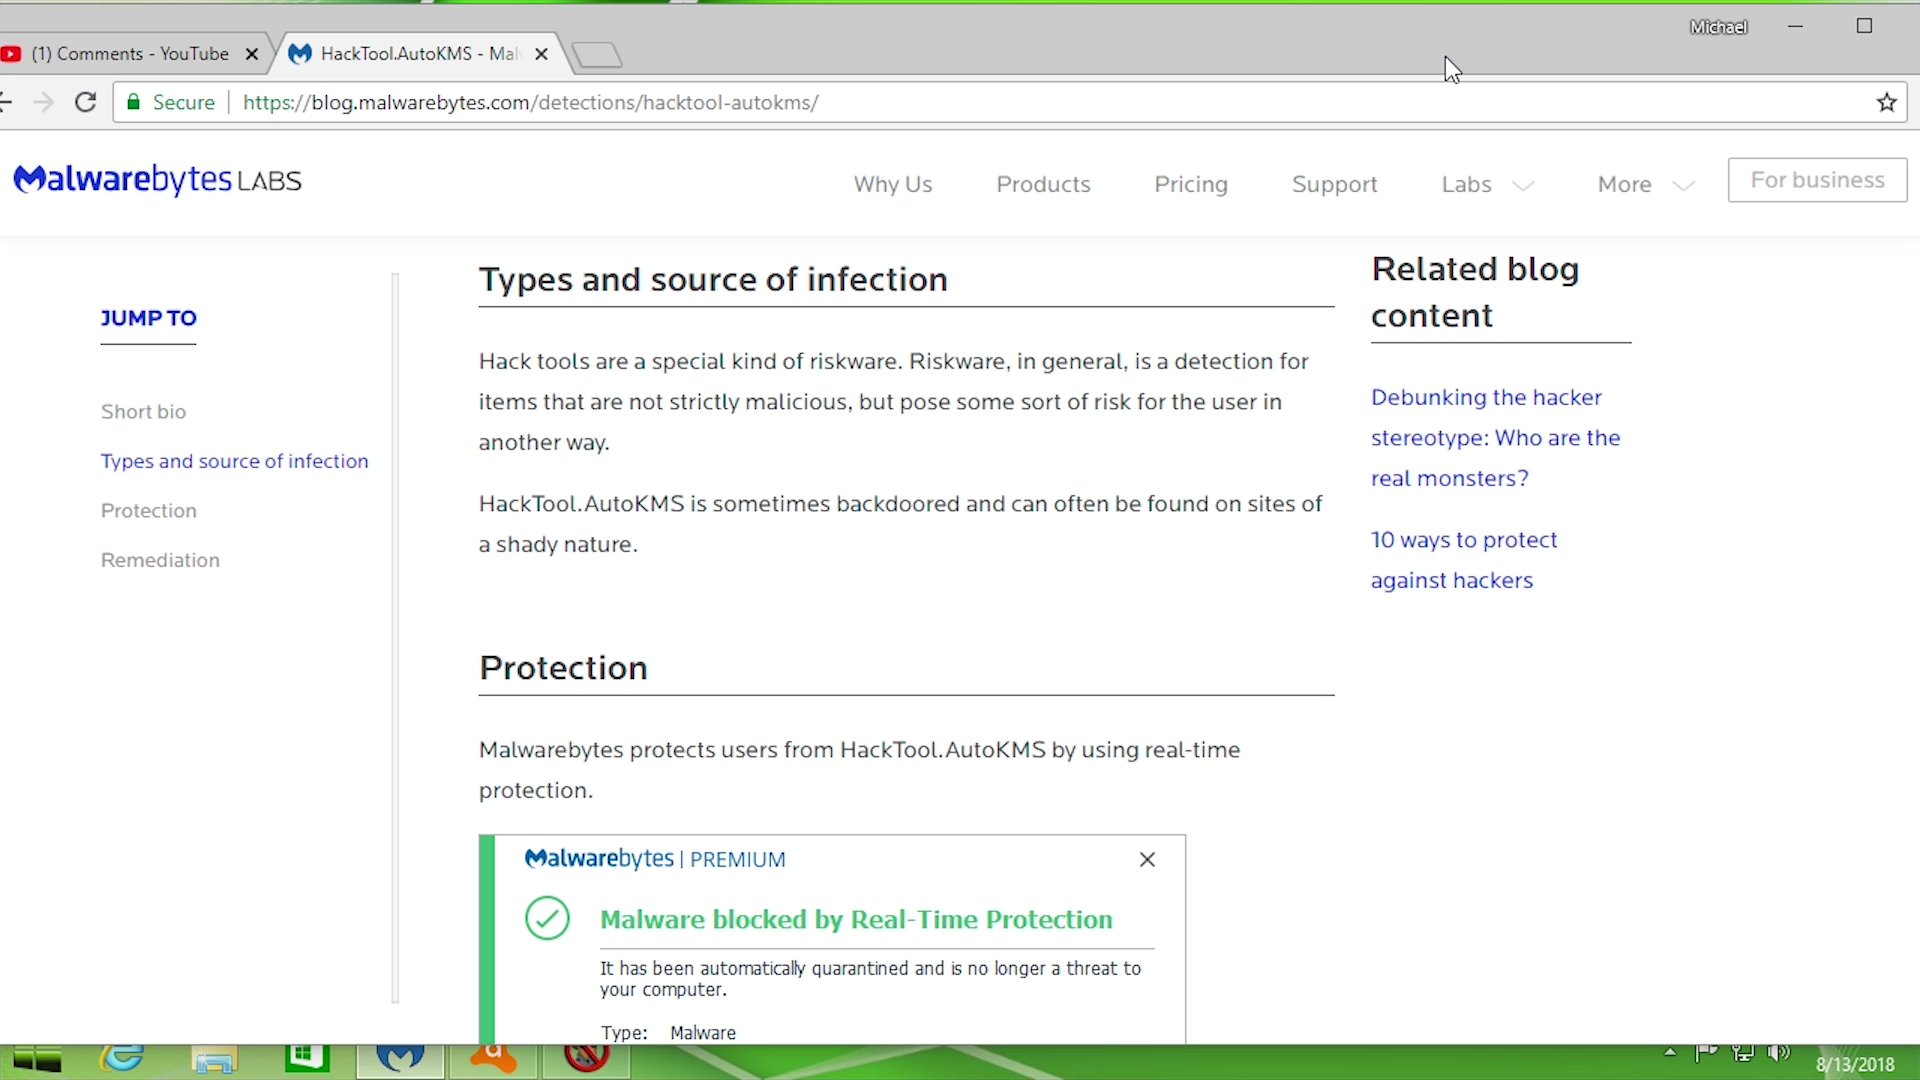 Michael
(1) Comments - YouTube
HackTool.AutoKMS - Mal
Secure
https://blog.malwarebytes.com/detections/hacktool-autokms/
Malwarebytes LABS
Why Us
Products
Pricing
Support
Labs
More
For business
JUMP TO
Short bio
Types and source of infection
Protection
Remediation
Types and source of infection
Hack tools are a special kind of riskware. Riskware, in general, is a detection for
items that are not strictly malicious, but pose some sort of risk for the user in
another way.
HackTool.AutoKMS is sometimes backdoored and can often be found on sites of
a shady nature.
Protection
Malwarebytes protects users from HackTool.AutoKMS by using real-time
protection.
Malwarebytes | PREMIUM
Malware blocked by Real-Time Protection
It has been automatically quarantined and is no longer a threat to
your computer.
Type: Malware
Related blog
content
Debunking the hacker
stereotype: Who are the
real monsters?
10 ways to protect
against hackers
8/13/2018